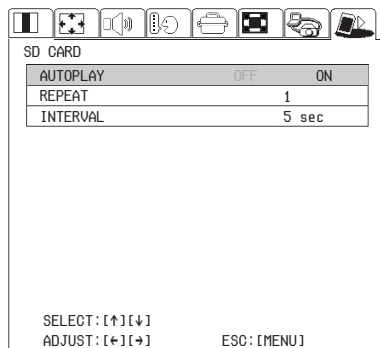 SD CARD
AUTOPLAY OFF ON
REPEAT 1
INTERVAL 5 sec
SELECT:[↑][↓]
ADJUST:[←][→] ESC:[MENU]